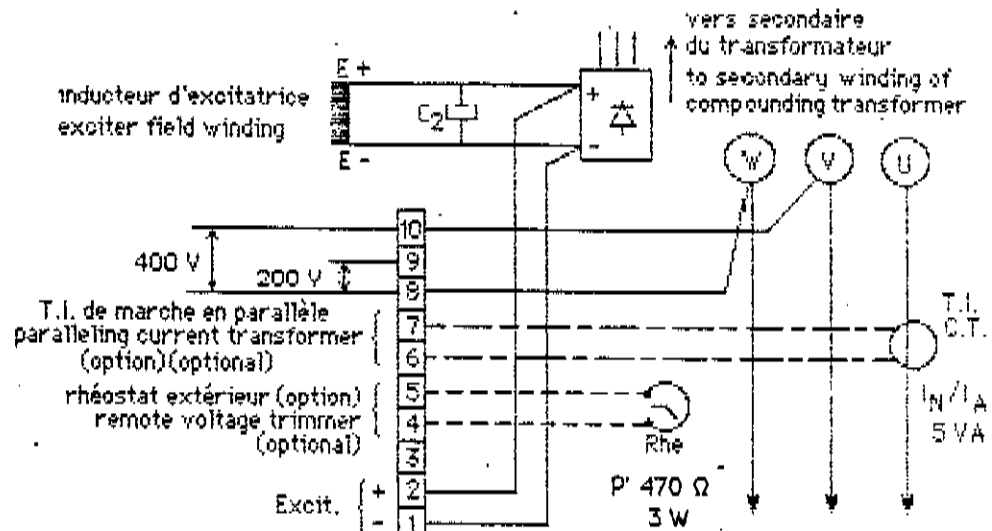 vers secondaire
du transformateur
to secondary winding of
compounding transformer
inducteur d'excitatrice
exciter field winding
E +
C2
+
-
E -
W
V
U
10
9
8
7
6
5
4
3
2
1
400 V
200 V
T.I. de marche en parallèle
paralleling current transformer
(option)(optional)
T.I.
C.T.
rhéostat extérieur (option)
remote voltage trimmer
(optional)
Rhe
IN/1A
5 VA
P' 470 Ω
3 W
Excit.
+
-